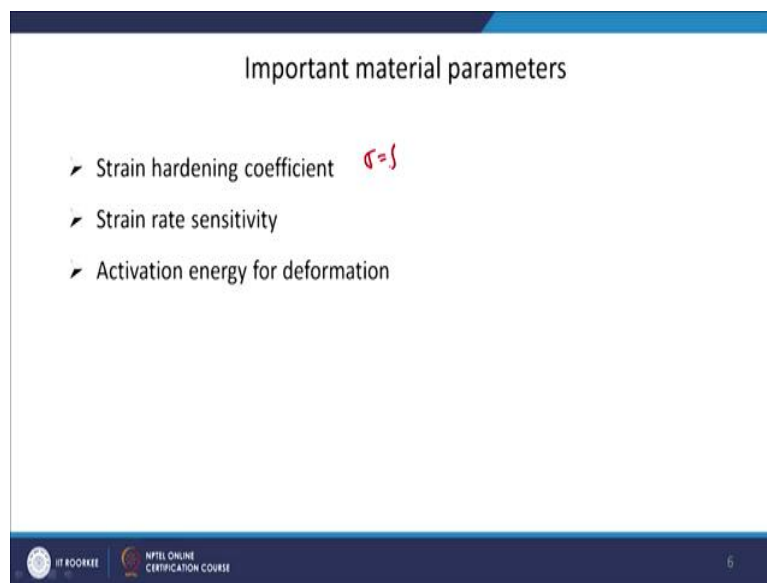 Important material parameters
➢ Strain hardening coefficient σ=∫
➢ Strain rate sensitivity
➢ Activation energy for deformation
IIT ROORKEE
NPTEL ONLINE
CERTIFICATION COURSE
6